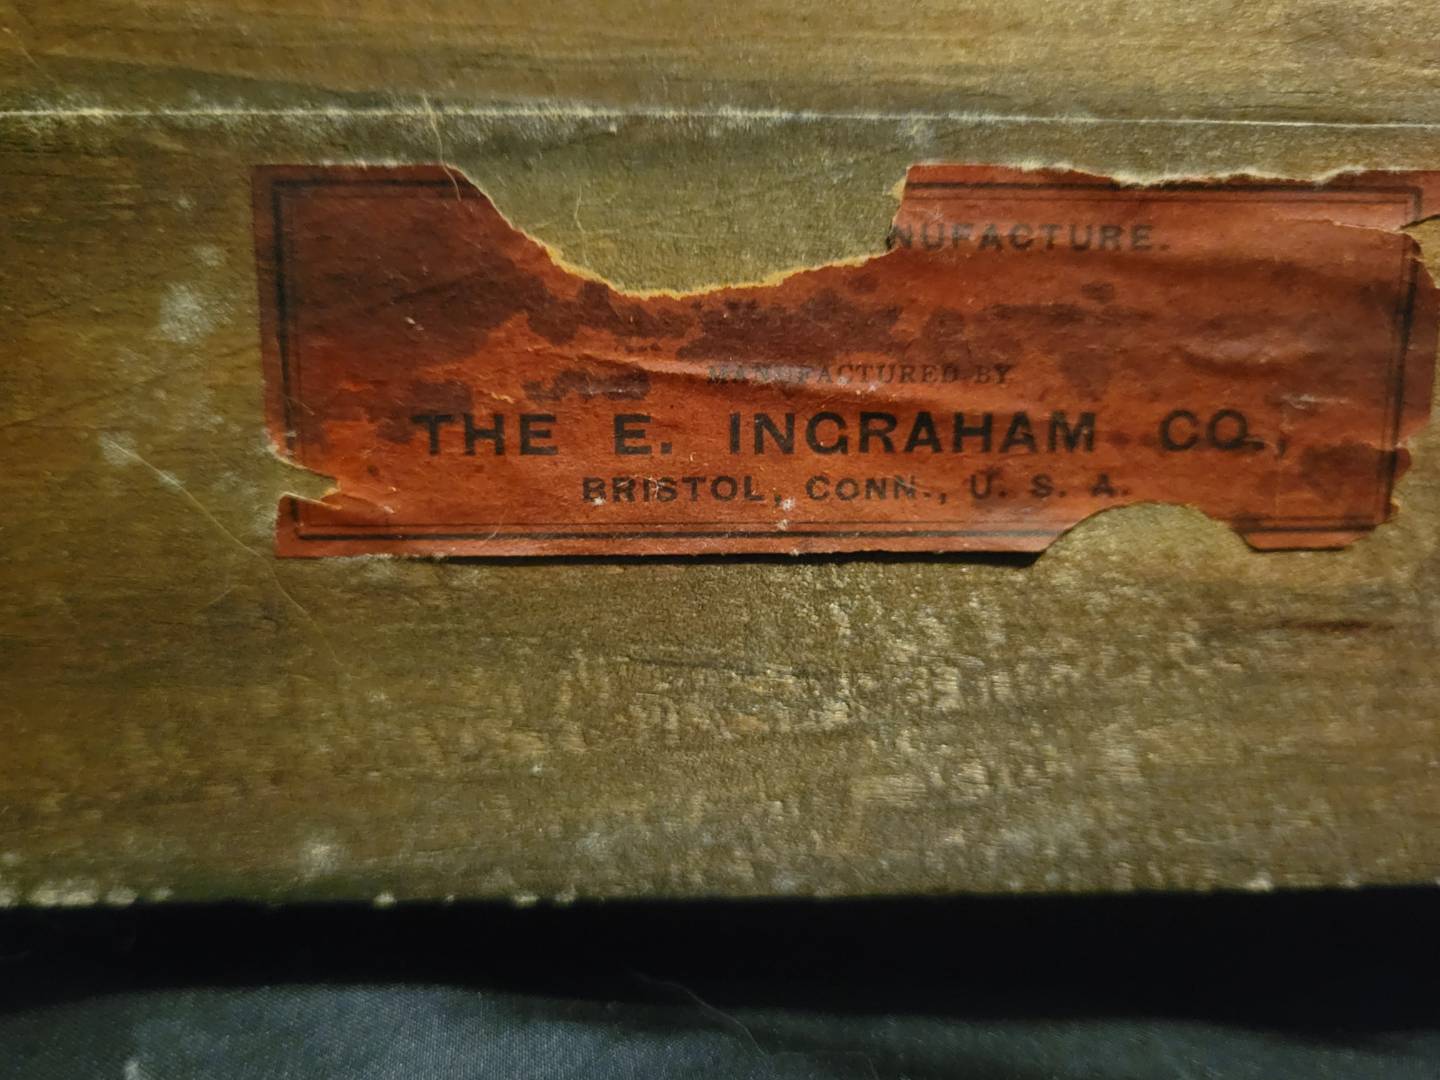 NUFACTURE.
MANUFACTURED BY
THE E. INGRAHAM CO.,
BRISTOL, CONN., U. S. A.